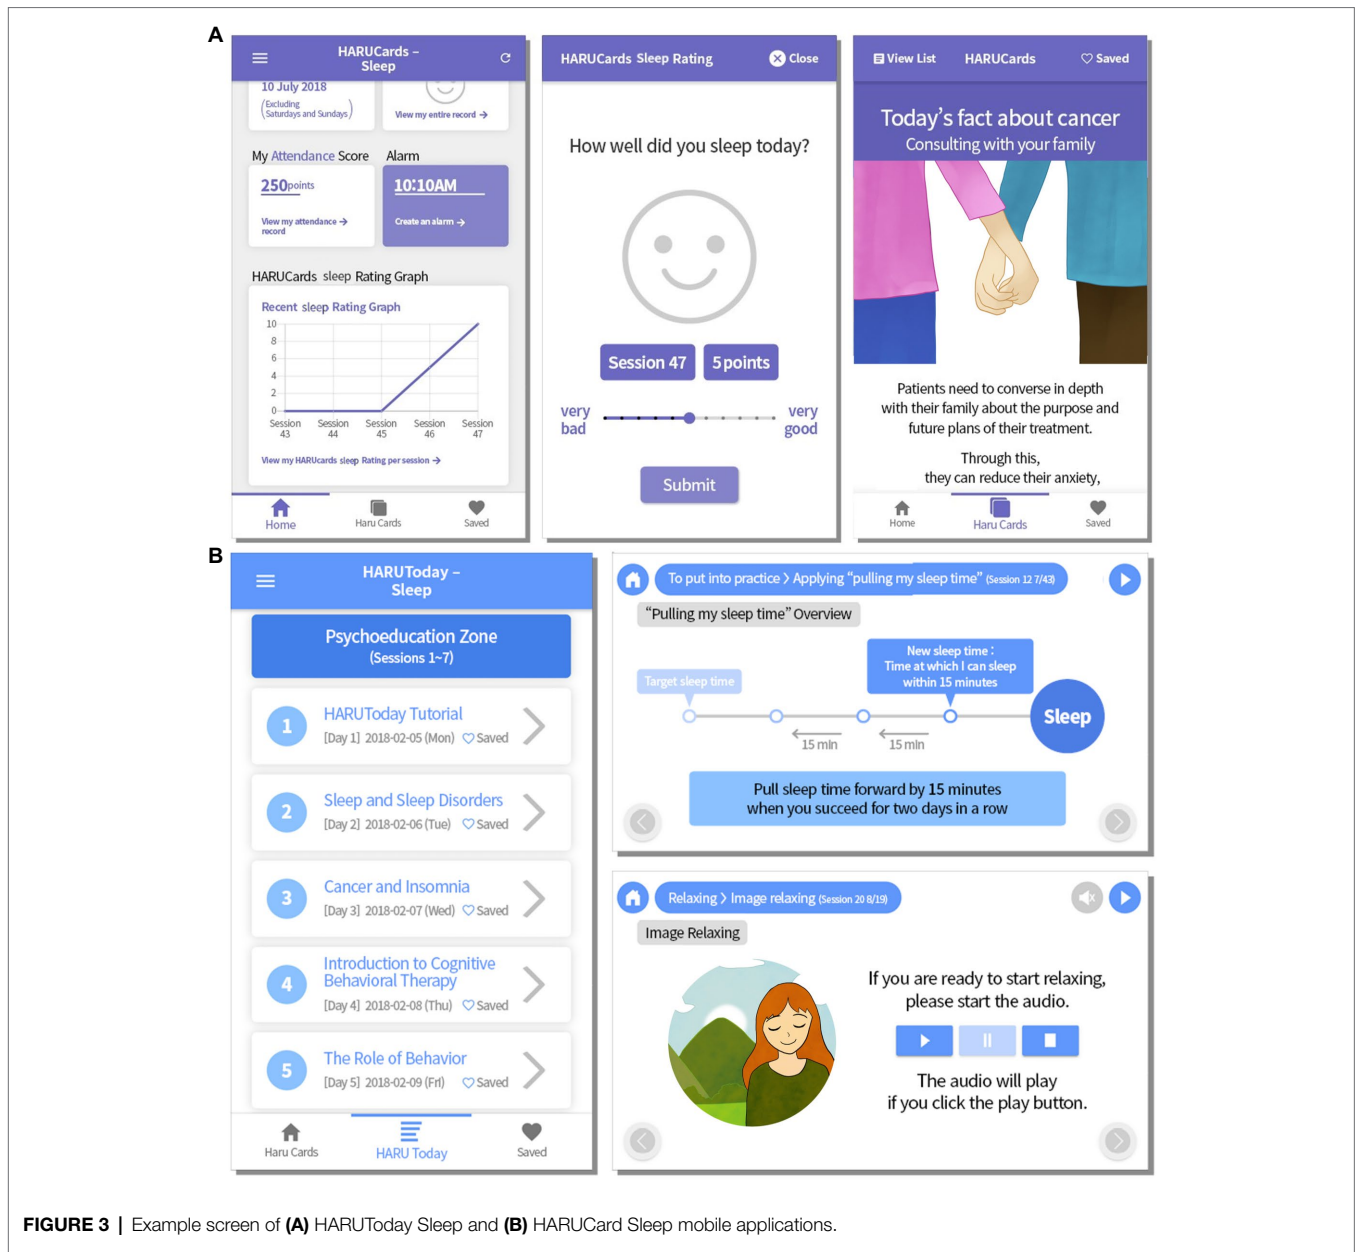 A
HARUCards –
Sleep
10 July 2018
(Excluding
Saturdays and Sundays)
View my entire record →
My Attendance Score
250points
View my attendance →
record
Alarm
10:10AM
Create an alarm →
HARUCards sleep Rating Graph
Recent sleep Rating Graph
10
8
6
4
2
0
Session
43
Session
44
Session
45
Session
46
Session
47
View my HARUcards sleep Rating per session →
Home
Haru Cards
Saved
HARUCards Sleep Rating
Close
How well did you sleep today?
Session 47
5points
very
bad
very
good
Submit
View List
HARUCards
Saved
Today's fact about cancer
Consulting with your family
Patients need to converse in depth
with their family about the purpose and
future plans of their treatment.
Through this,
they can reduce their anxiety,
Home
Haru Cards
Saved
B
HARUToday –
Sleep
Psychoeducation Zone
(Sessions 1~7)
1
HARUToday Tutorial
[Day 1] 2018-02-05 (Mon) Saved
2
Sleep and Sleep Disorders
[Day 2] 2018-02-06 (Tue) Saved
3
Cancer and Insomnia
[Day 3] 2018-02-07 (Wed) Saved
4
Introduction to Cognitive
Behavioral Therapy
[Day 4] 2018-02-08 (Thu) Saved
5
The Role of Behavior
[Day 5] 2018-02-09 (Fri) Saved
Haru Cards
HARU Today
Saved
To put into practice > Applying “pulling my sleep time” (Session 12 7/43)
“Pulling my sleep time” Overview
Target sleep time
New sleep time :
Time at which I can sleep
within 15 minutes
Sleep
15 min
15 min
Pull sleep time forward by 15 minutes
when you succeed for two days in a row
Relaxing > Image relaxing (Session 20 8/19)
Image Relaxing
If you are ready to start relaxing,
please start the audio.
The audio will play
if you click the play button.
FIGURE 3 | Example screen of (A) HARUToday Sleep and (B) HARUCard Sleep mobile applications.